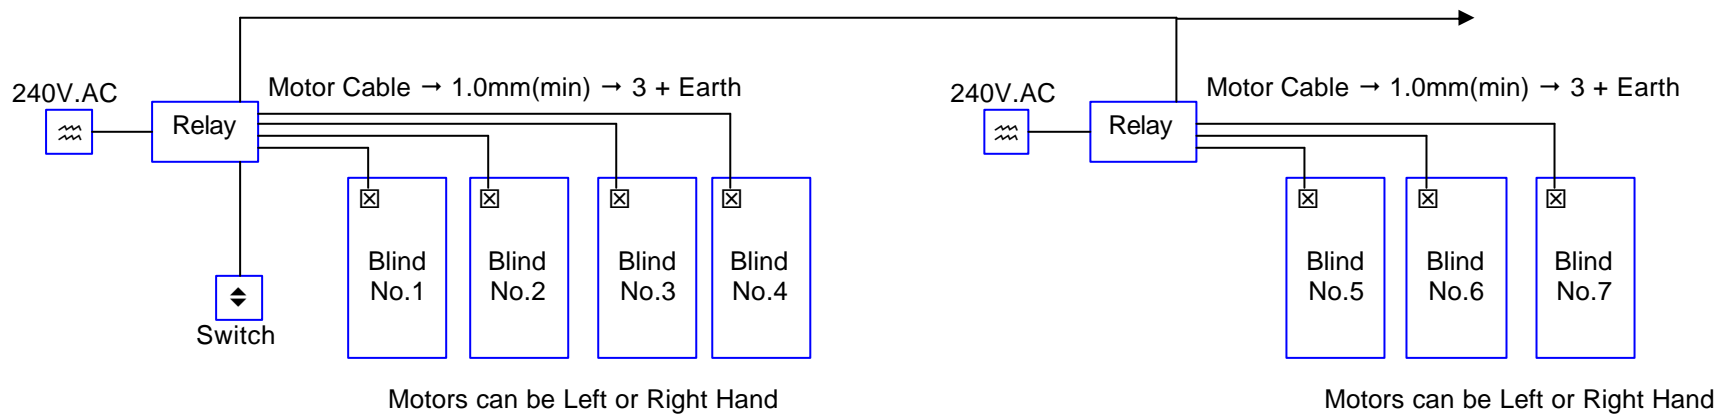 240V.AC
Motor Cable → 1.0mm(min) → 3 + Earth
Relay
Switch
Blind
No.1
Blind
No.2
Blind
No.3
Blind
No.4
Motors can be Left or Right Hand
240V.AC
Motor Cable → 1.0mm(min) → 3 + Earth
Relay
Blind
No.5
Blind
No.6
Blind
No.7
Motors can be Left or Right Hand